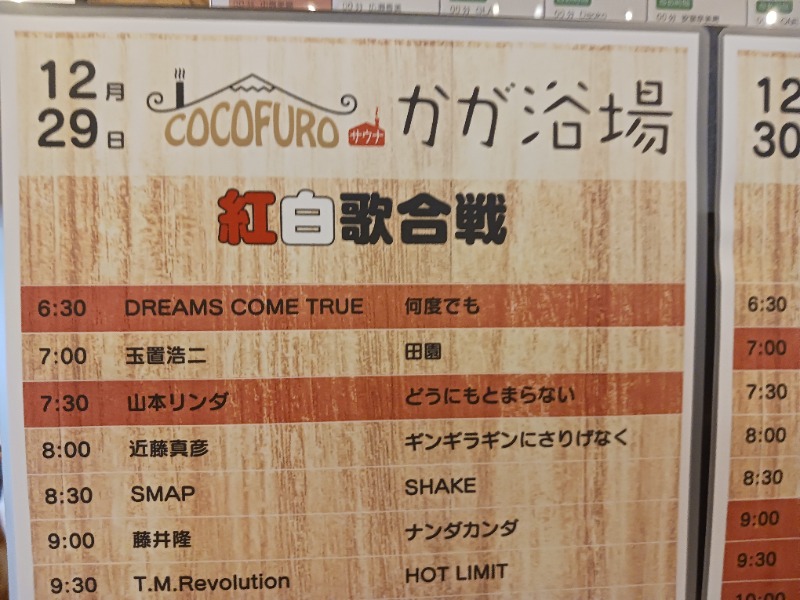 12月
29日
COCOFURO
サウナ
かが浴場
紅白歌合戦
6:30 DREAMS COME TRUE 何度でも
7:00 玉置浩二 田園
7:30 山本リンダ どうにもとまらない
8:00 近藤真彦 ギンギラギンにさりげなく
8:30 SMAP SHAKE
9:00 藤井隆 ナンダカンダ
9:30 T.M.Revolution HOT LIMIT
12
30
6:30
7:00
7:30
8:00
8:30
9:00
9:30